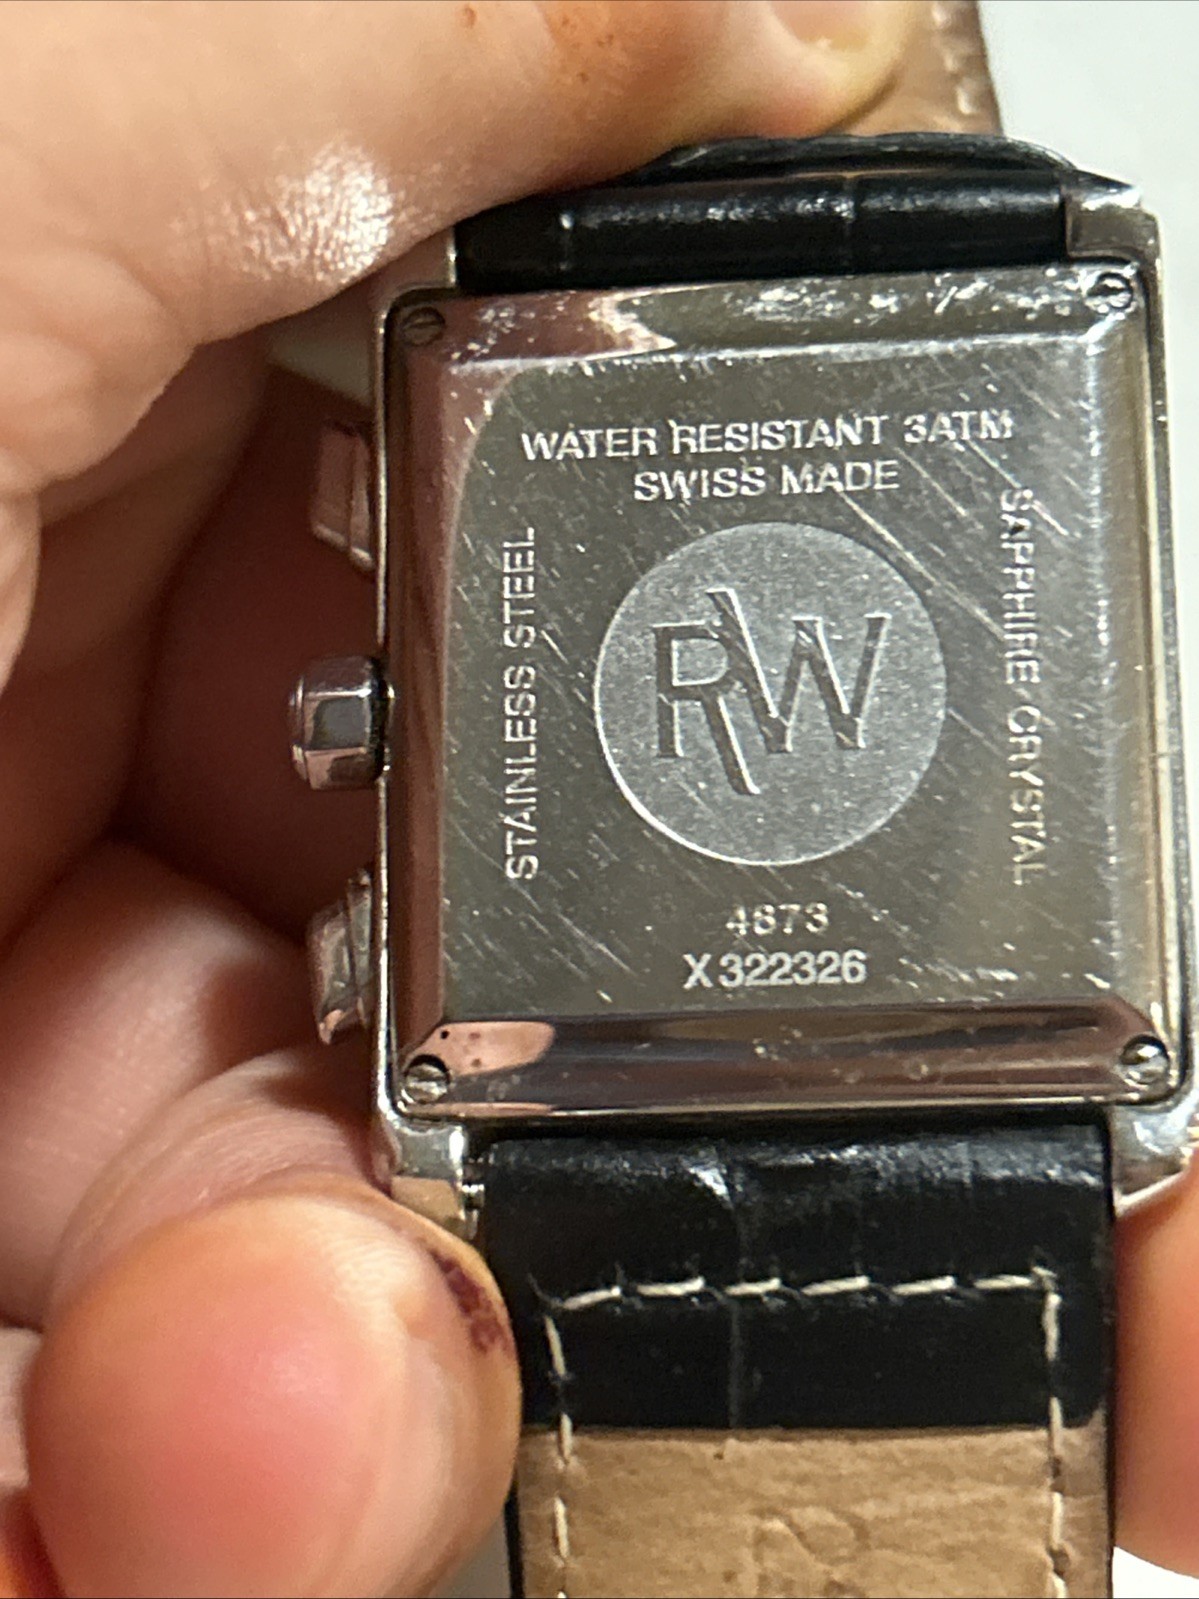 WATER RESISTANT 3ATM
SWISS MADE
STAINLESS STEEL
SAPPHIRE CRYSTAL
RW
4873
X322326